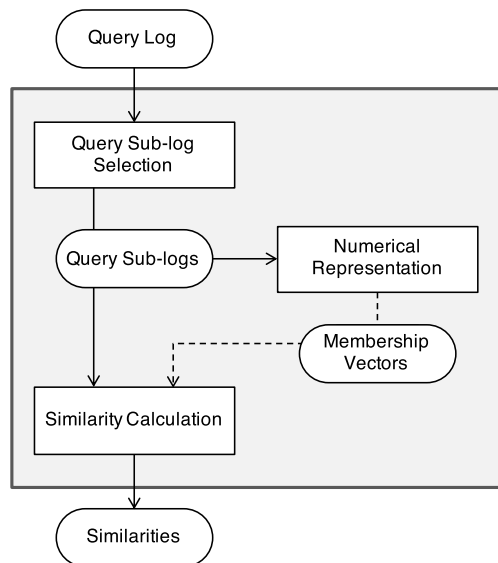 Query Log
Query Sub-log
Selection
Query Sub-logs
Numerical
Representation
Membership
Vectors
Similarity Calculation
Similarities